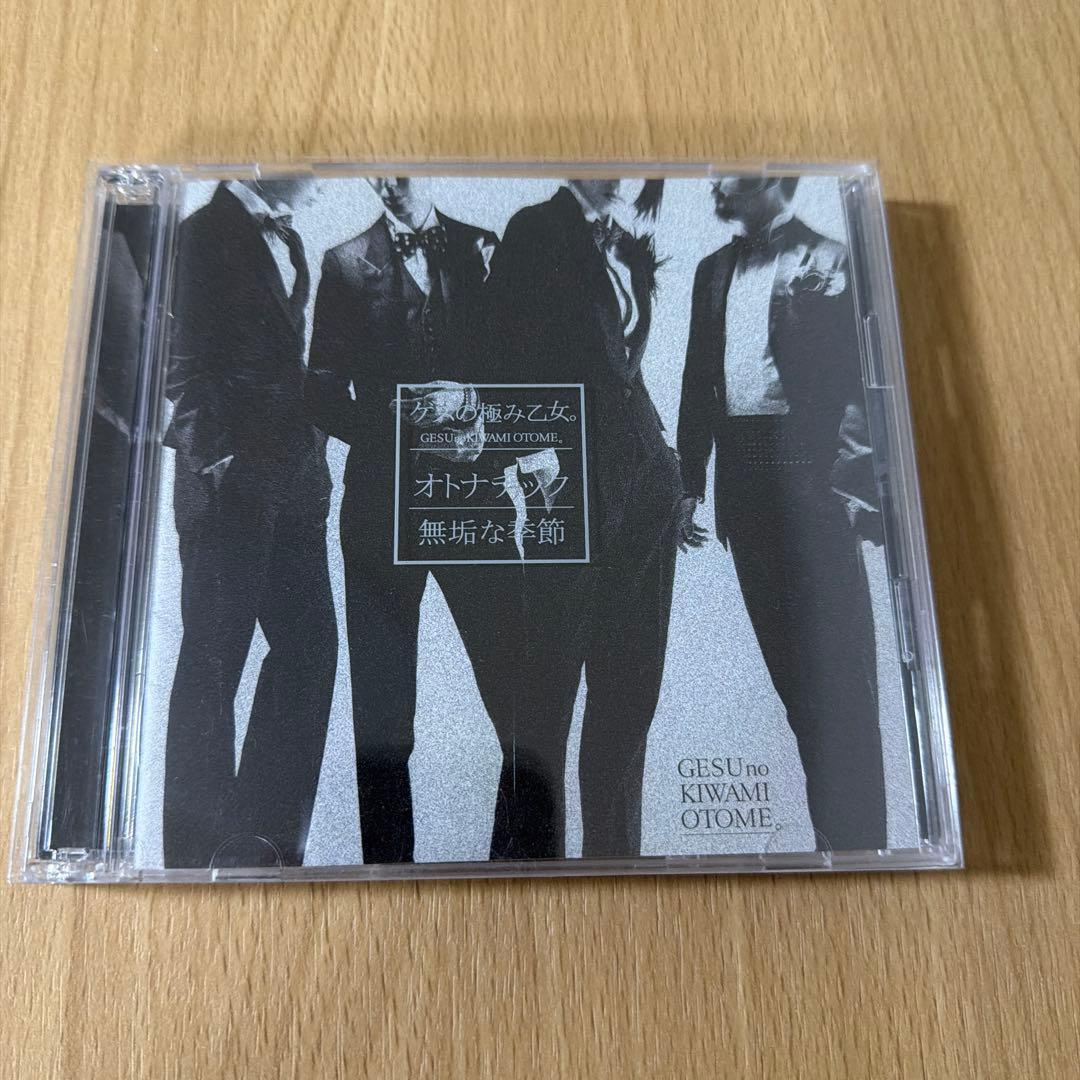 ゲスの極み乙女。
GESU no KIWAMI OTOME。
オトナチック
無垢な季節
GESU no
KIWAMI
OTOME。